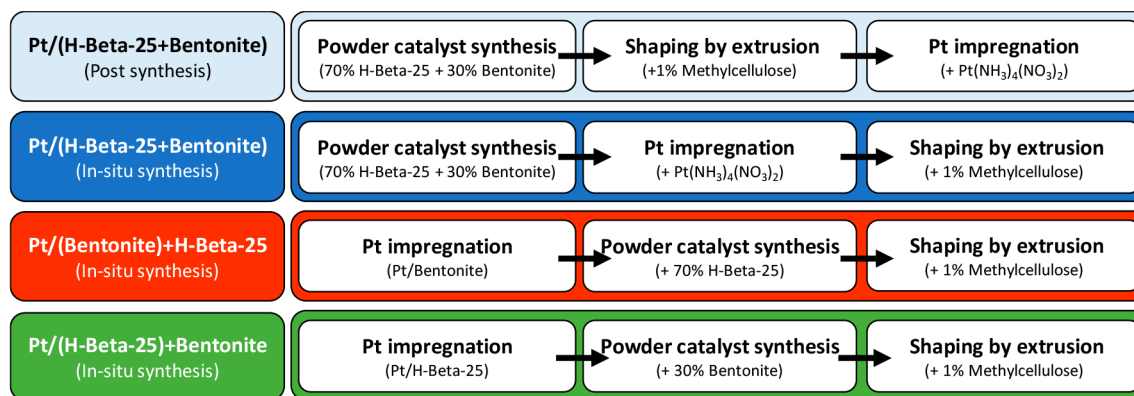 Pt/(H-Beta-25+Bentonite)
(Post synthesis)
Powder catalyst synthesis
(70% H-Beta-25 + 30% Bentonite)
Shaping by extrusion
(+1% Methylcellulose)
Pt impregnation
(+ Pt(NH₃)₄(NO₃)₂)
Pt/(H-Beta-25+Bentonite)
(In-situ synthesis)
Powder catalyst synthesis
(70% H-Beta-25 + 30% Bentonite)
Pt impregnation
(+ Pt(NH₃)₄(NO₃)₂)
Shaping by extrusion
(+ 1% Methylcellulose)
Pt/(Bentonite)+H-Beta-25
(In-situ synthesis)
Pt impregnation
(Pt/Bentonite)
Powder catalyst synthesis
(+ 70% H-Beta-25)
Shaping by extrusion
(+ 1% Methylcellulose)
Pt/(H-Beta-25)+Bentonite
(In-situ synthesis)
Pt impregnation
(Pt/H-Beta-25)
Powder catalyst synthesis
(+ 30% Bentonite)
Shaping by extrusion
(+ 1% Methylcellulose)